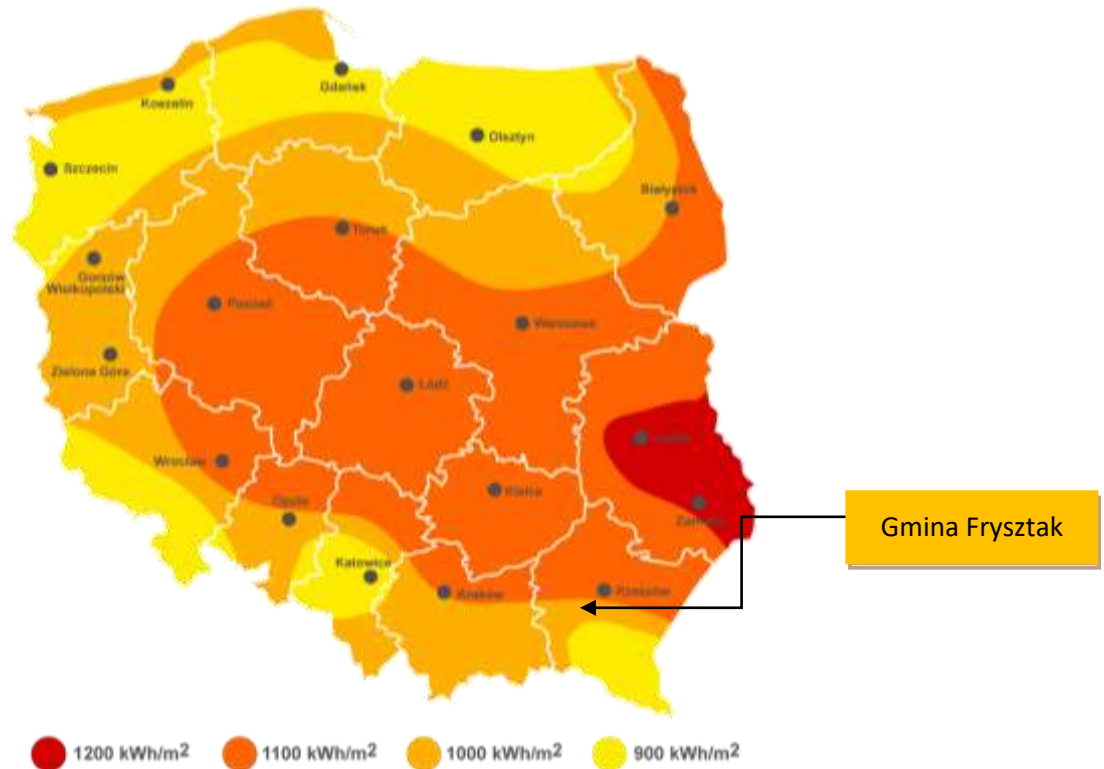 Koszalin
Gdańsk
Olsztyn
Szczecin
Białystok
Toruń
Gorzów
Wielkopolski
Poznań
Warszawa
Zielona Góra
Łódź
Lublin
Wrocław
Kielce
Opole
Zamość
Gmina Frysztak
Katowice
Kraków
Rzeszów
1200 kWh/m²
1100 kWh/m²
1000 kWh/m²
900 kWh/m²